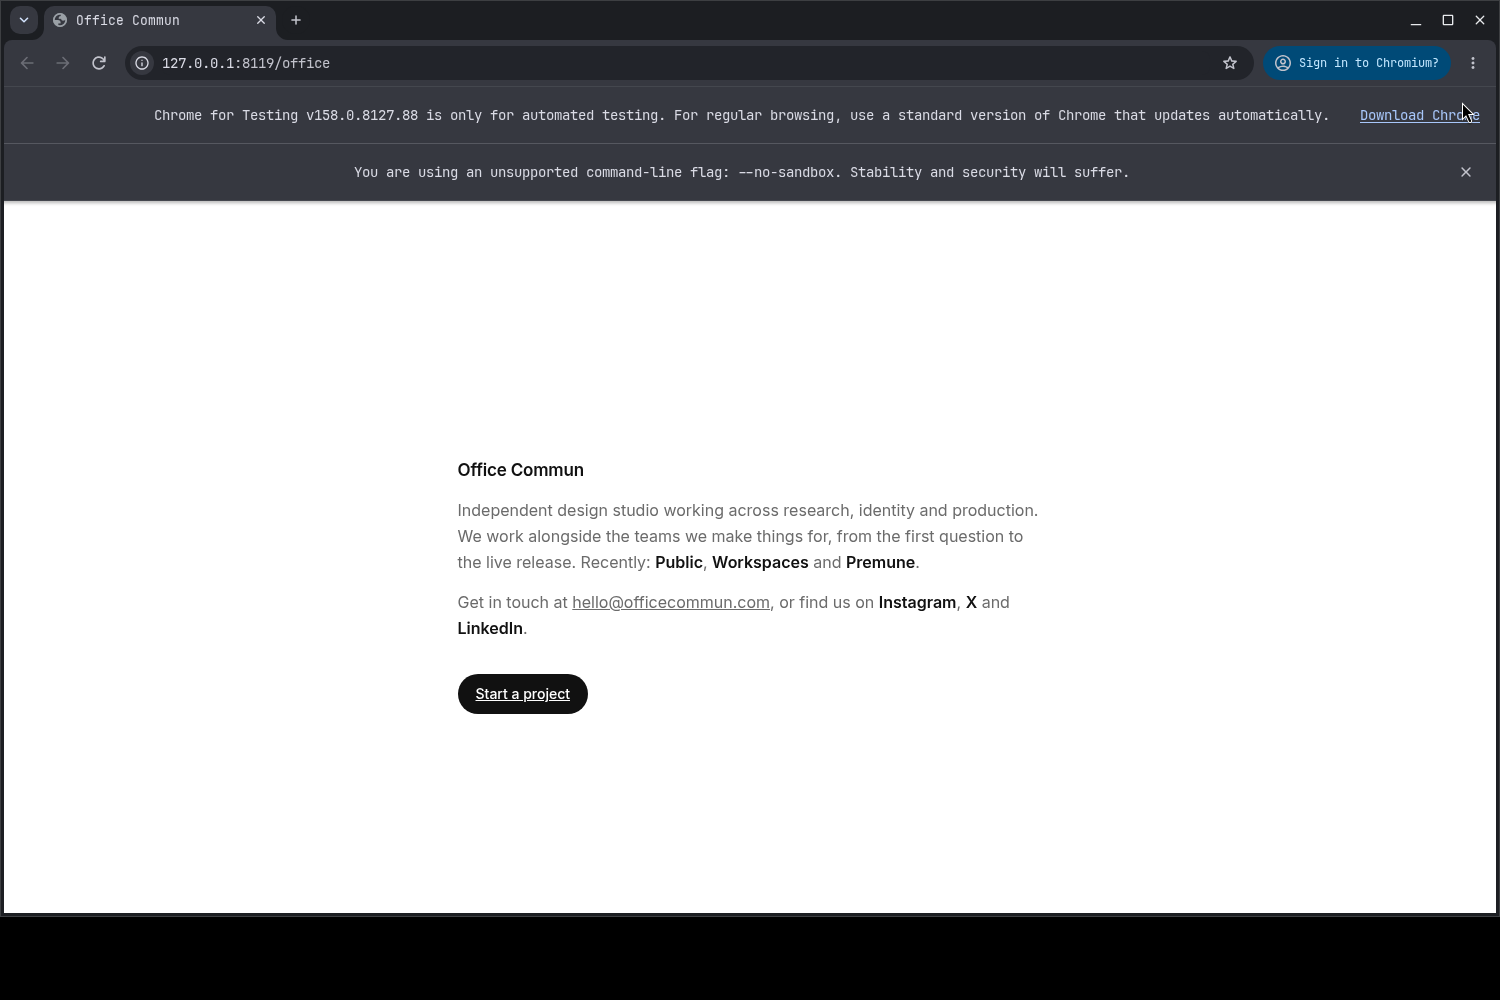 Office Commun
127.0.0.1:8119/office
Sign in to Chromium?
Chrome for Testing v158.0.8127.88 is only for automated testing. For regular browsing, use a standard version of Chrome that updates automatically. Download Chrome
You are using an unsupported command-line flag: --no-sandbox. Stability and security will suffer.
Office Commun
Independent design studio working across research, identity and production.
We work alongside the teams we make things for, from the first question to
the live release. Recently: Public, Workspaces and Premune.
Get in touch at hello@officecommun.com, or find us on Instagram, X and
LinkedIn.
Start a project